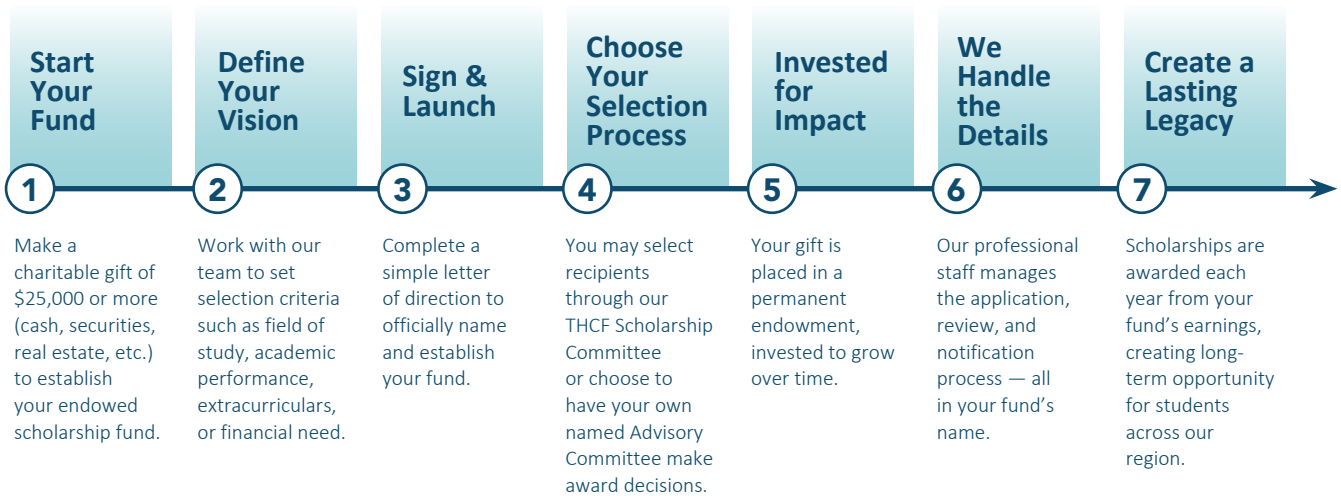 Start
Your
Fund
1
Make a
charitable gift of
$25,000 or more
(cash, securities,
real estate, etc.)
to establish
your endowed
scholarship fund.
Define
Your
Vision
2
Work with our
team to set
selection criteria
such as field of
study, academic
performance,
extracurriculars,
or financial need.
Sign &
Launch
3
Complete a
simple letter
of direction to
officially name
and establish
your fund.
Choose
Your
Selection
Process
4
You may select
recipients
through our
THCF Scholarship
Committee
or choose to
have your own
named Advisory
Committee make
award decisions.
Invested
for
Impact
5
Your gift is
placed in a
permanent
endowment,
invested to grow
over time.
We
Handle
the
Details
6
Our professional
staff manages
the application,
review, and
notification
process — all
in your fund’s
name.
Create a
Lasting
Legacy
7
Scholarships are
awarded each
year from your
fund’s earnings,
creating long-
term opportunity
for students
across our
region.